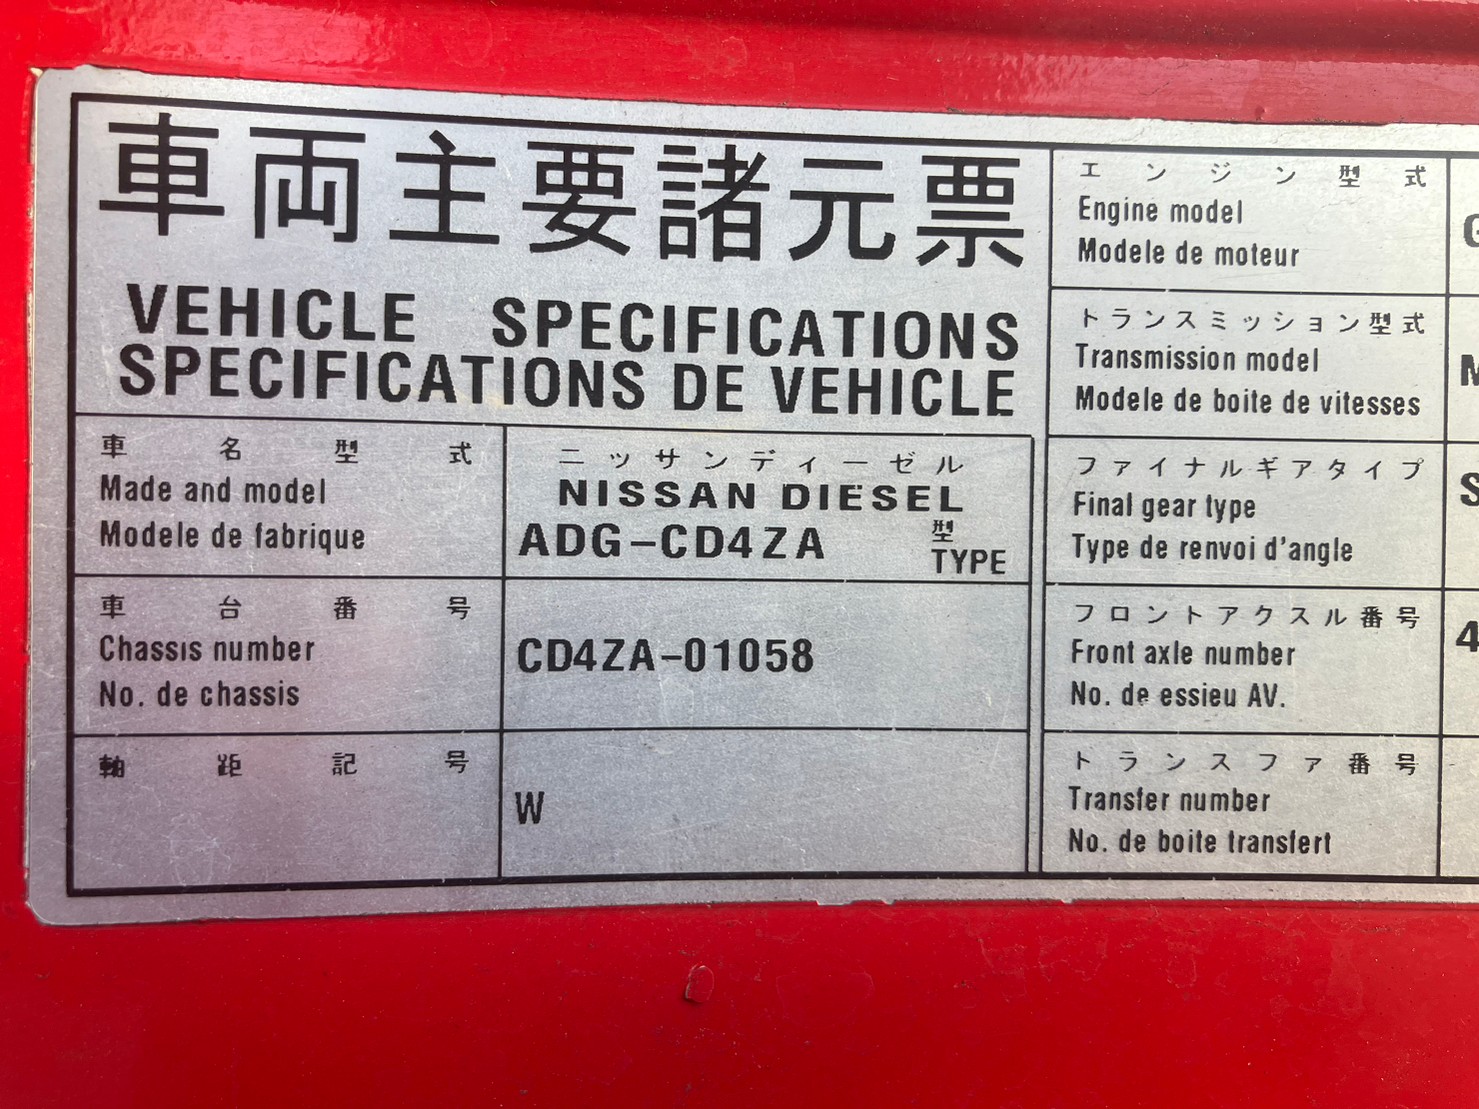 車両主要諸元票
VEHICLE SPECIFICATIONS
SPECIFICATIONS DE VEHICLE
車名型式
Made and model
Modele de fabrique
ニッサンディーゼル
NISSAN DIESEL
ADG-CD4ZA 型
TYPE
車台番号
Chassis number
No. de chassis
CD4ZA-01058
軸距記号
W
エンジン型式
Engine model
Modele de moteur
トランスミッション型式
Transmission model
Modele de boite de vitesses
ファイナルギアタイプ
Final gear type
Type de renvoi d'angle
S
フロントアクスル番号
Front axle number
No. de essieu AV.
4
トランスファ番号
Transfer number
No. de boite transfert